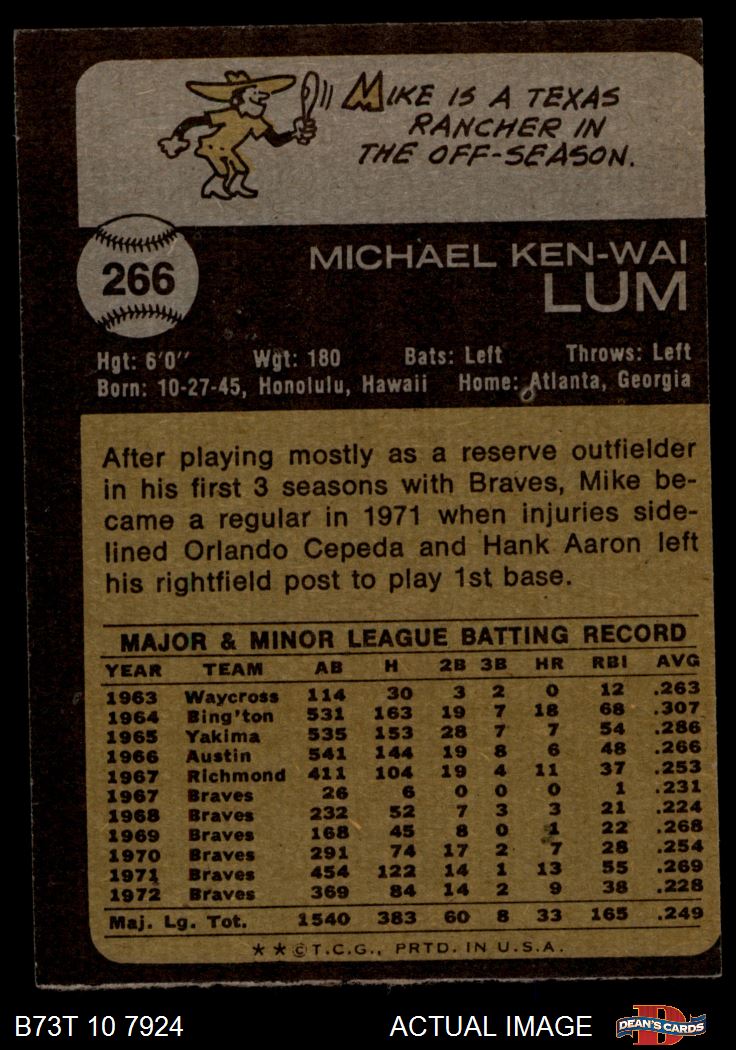 MIKE IS A TEXAS
RANCHER IN
THE OFF-SEASON.
266
MICHAEL KEN-WAI
LUM
Hgt: 6'0" Wgt: 180 Bats: Left Throws: Left
Born: 10-27-45, Honolulu, Hawaii Home: Atlanta, Georgia
After playing mostly as a reserve outfielder
in his first 3 seasons with Braves, Mike be-
came a regular in 1971 when injuries side-
lined Orlando Cepeda and Hank Aaron left
his rightfield post to play 1st base.
MAJOR & MINOR LEAGUE BATTING RECORD
YEAR TEAM AB H 2B 3B HR RBI AVG
1963 Waycross 114 30 3 2 0 12 .263
1964 Bing'ton 531 163 19 7 18 68 .307
1965 Yakima 535 153 28 7 7 54 .286
1966 Austin 541 144 19 8 6 48 .266
1967 Richmond 411 104 19 4 11 37 .253
1967 Braves 26 6 0 0 0 1 .231
1968 Braves 232 52 7 3 3 21 .224
1969 Braves 168 45 8 0 1 22 .268
1970 Braves 291 74 17 2 7 28 .254
1971 Braves 454 122 14 1 13 55 .269
1972 Braves 369 84 14 2 9 38 .228
Maj. Lg. Tot. 1540 383 60 8 33 165 .249
★★©T.C.G., PRTD. IN U.S.A.
B73T 10 7924 ACTUAL IMAGE D DEAN'S CARDS